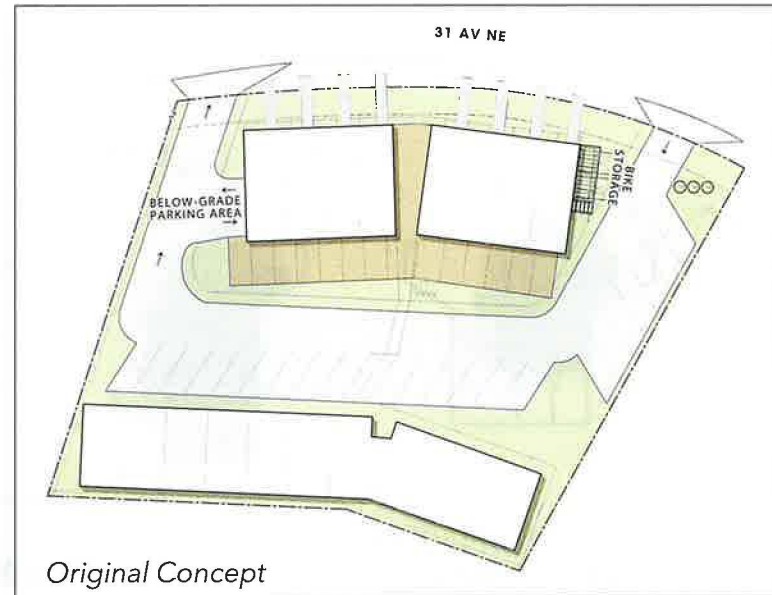 31 AV NE
BELOW-GRADE
PARKING AREA
BIKE
STORAGE
Original Concept